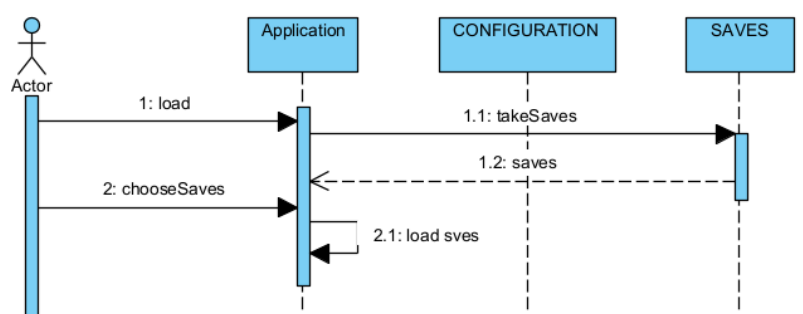 Actor
Application
CONFIGURATION
SAVES
1: load
1.1: takeSaves
1.2: saves
2: chooseSaves
2.1: load sves